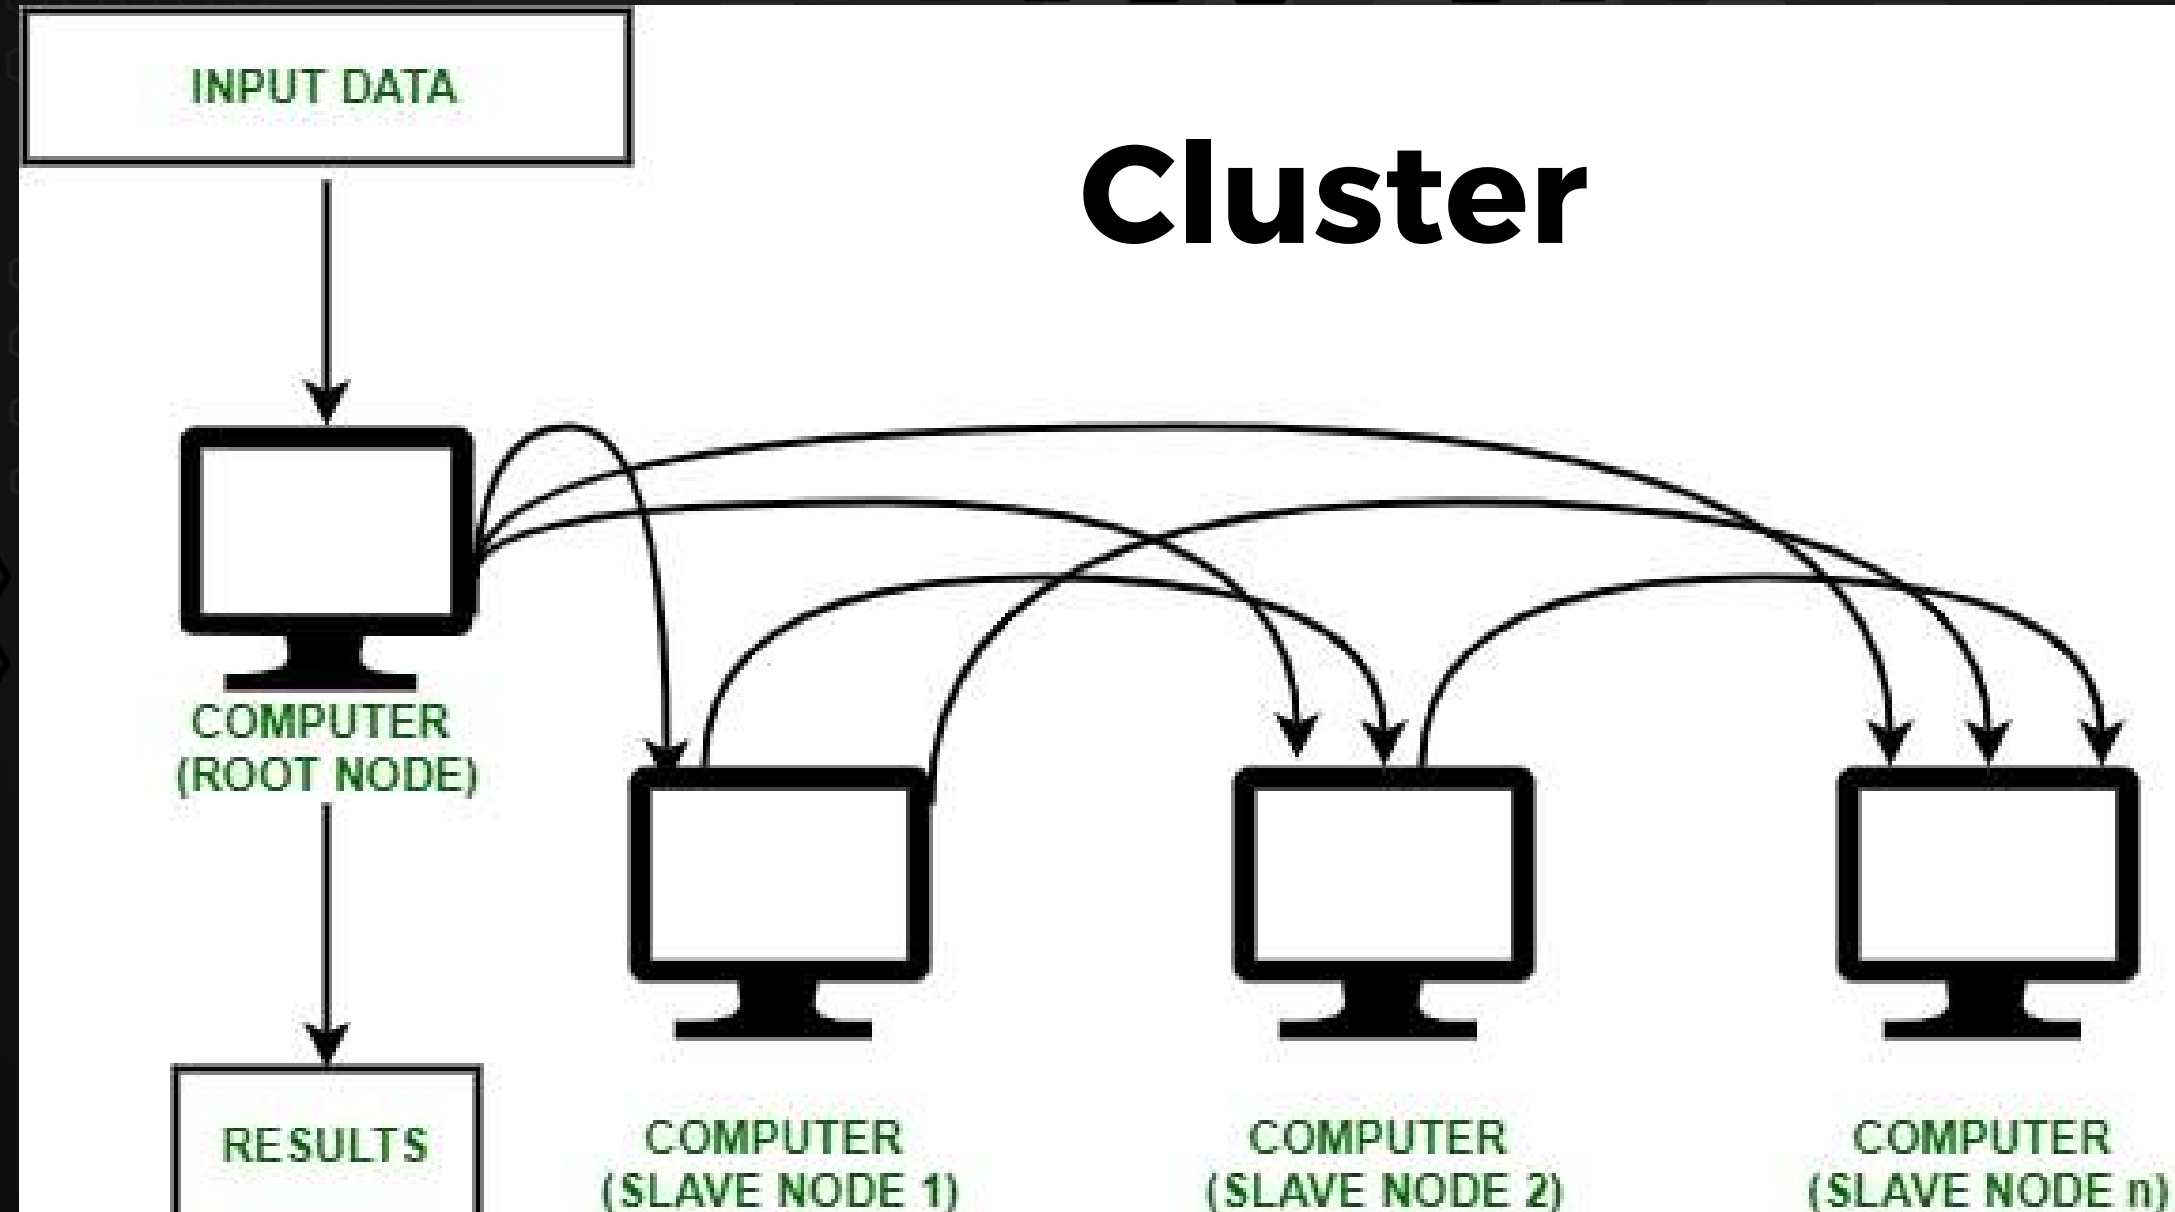 INPUT DATA
Cluster
COMPUTER
(ROOT NODE)
RESULTS
COMPUTER
(SLAVE NODE 1)
COMPUTER
(SLAVE NODE 2)
COMPUTER
(SLAVE NODE n)